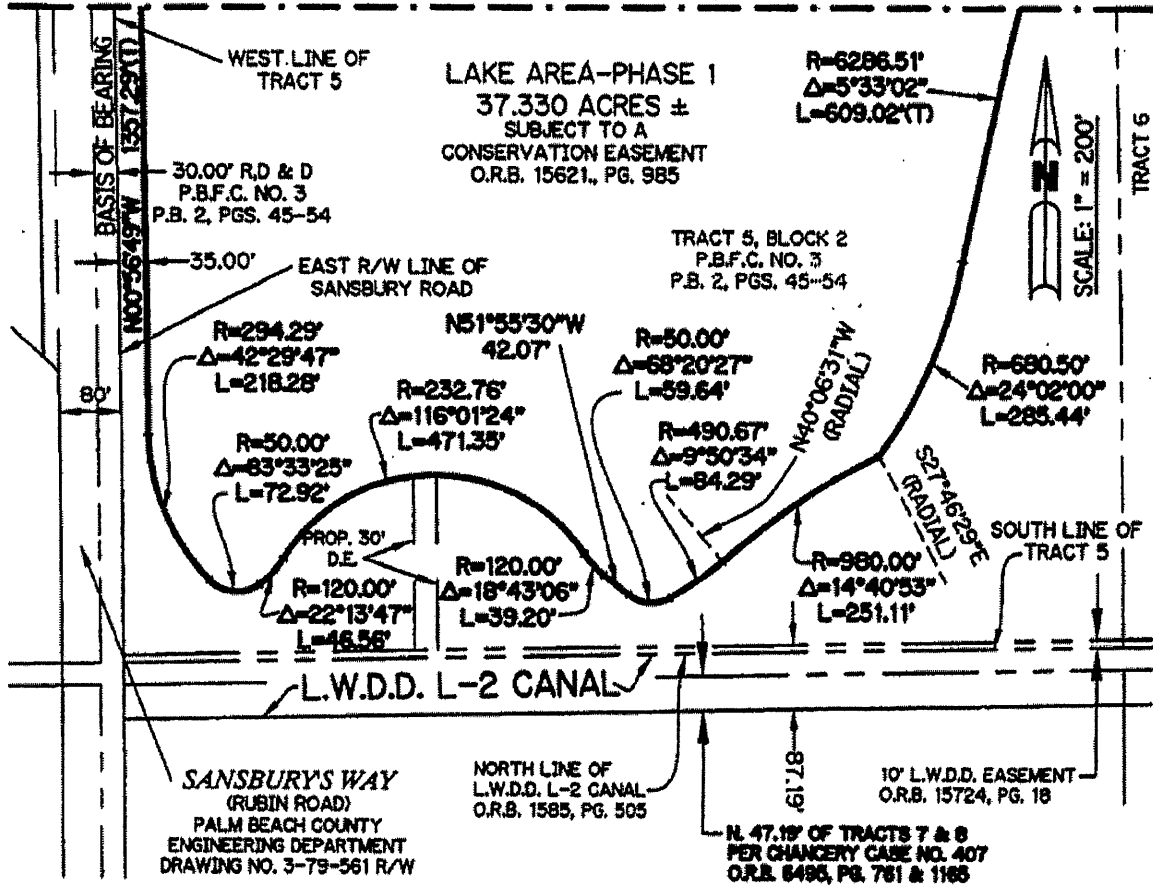 WEST LINE OF
TRACT 5
LAKE AREA-PHASE 1
37.330 ACRES ±
SUBJECT TO A
CONSERVATION EASEMENT
O.R.B. 15621., PG. 985
R=6286.51'
Δ=5°33'02"
L=609.02'(T)
N
SCALE: 1" = 200'
TRACT 6
BASIS OF BEARING
N00°56'49"W 1357.29'(T)
30.00' R,D & D
P.B.F.C. NO. 3
P.B. 2, PGS. 45-54
TRACT 5, BLOCK 2
P.B.F.C. NO. 3
P.B. 2, PGS. 45-54
35.00'
EAST R/W LINE OF
SANSBURY ROAD
R=294.29'
Δ=42°29'47"
L=218.28'
N51°55'30"W
42.07'
R=50.00'
Δ=68°20'27"
L=59.64'
N40°06'31"W
(RADIAL)
R=680.50'
Δ=24°02'00"
L=285.44'
80'
R=232.76'
Δ=116°01'24"
L=471.35'
R=50.00'
Δ=83°33'25"
L=72.92'
R=490.67'
Δ=9°50'34"
L=84.29'
S27°46'29"E
(RADIAL)
SOUTH LINE OF
TRACT 5
PROP. 30'
D.E.
R=120.00'
Δ=22°13'47"
L=46.56'
R=120.00'
Δ=18°43'06"
L=39.20'
R=980.00'
Δ=14°40'53"
L=251.11'
L.W.D.D. L-2 CANAL
87.19'
SANSBURY'S WAY
(RUBIN ROAD)
PALM BEACH COUNTY
ENGINEERING DEPARTMENT
DRAWING NO. 3-79-561 R/W
NORTH LINE OF
L.W.D.D. L-2 CANAL
O.R.B. 1585, PG. 505
10' L.W.D.D. EASEMENT
O.R.B. 15724, PG. 18
N. 47.19' OF TRACTS 7 & 8
PER CHANCERY CASE NO. 407
O.R.B. 6495, PG. 761 & 1165